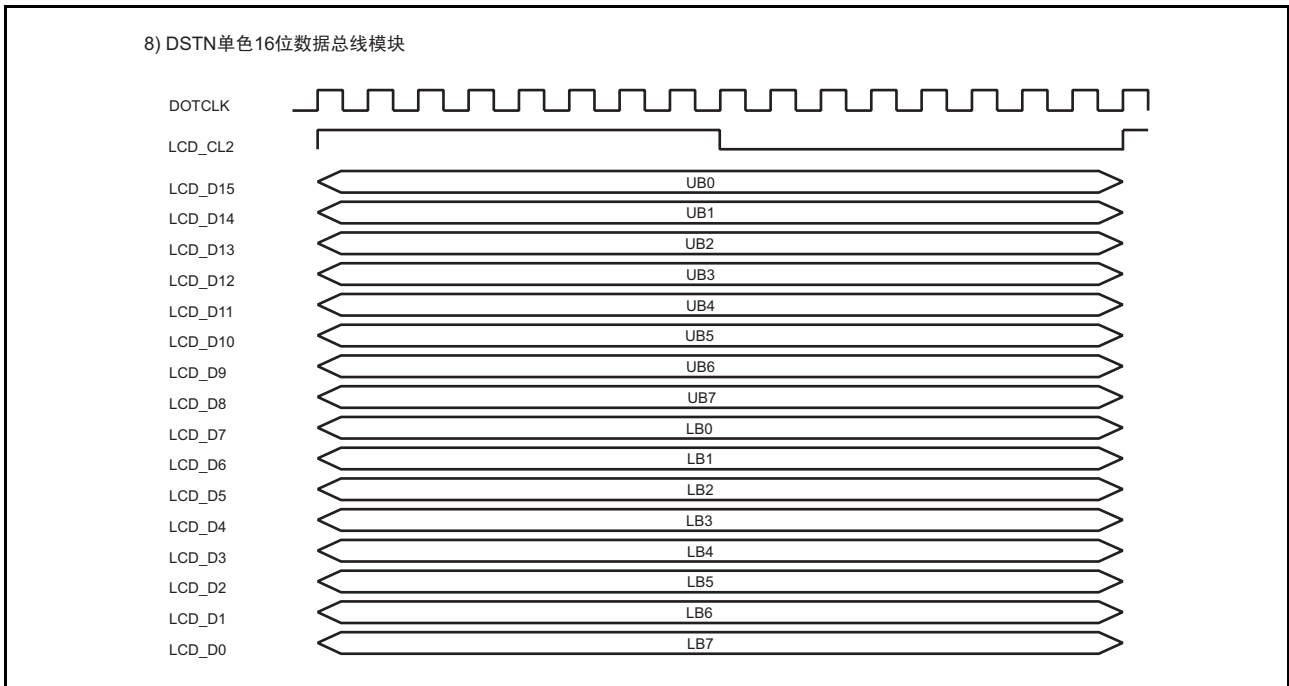 8) DSTN单色16位数据总线模块
DOTCLK
LCD_CL2
LCD_D15 UB0
LCD_D14 UB1
LCD_D13 UB2
LCD_D12 UB3
LCD_D11 UB4
LCD_D10 UB5
LCD_D9 UB6
LCD_D8 UB7
LCD_D7 LB0
LCD_D6 LB1
LCD_D5 LB2
LCD_D4 LB3
LCD_D3 LB4
LCD_D2 LB5
LCD_D1 LB6
LCD_D0 LB7